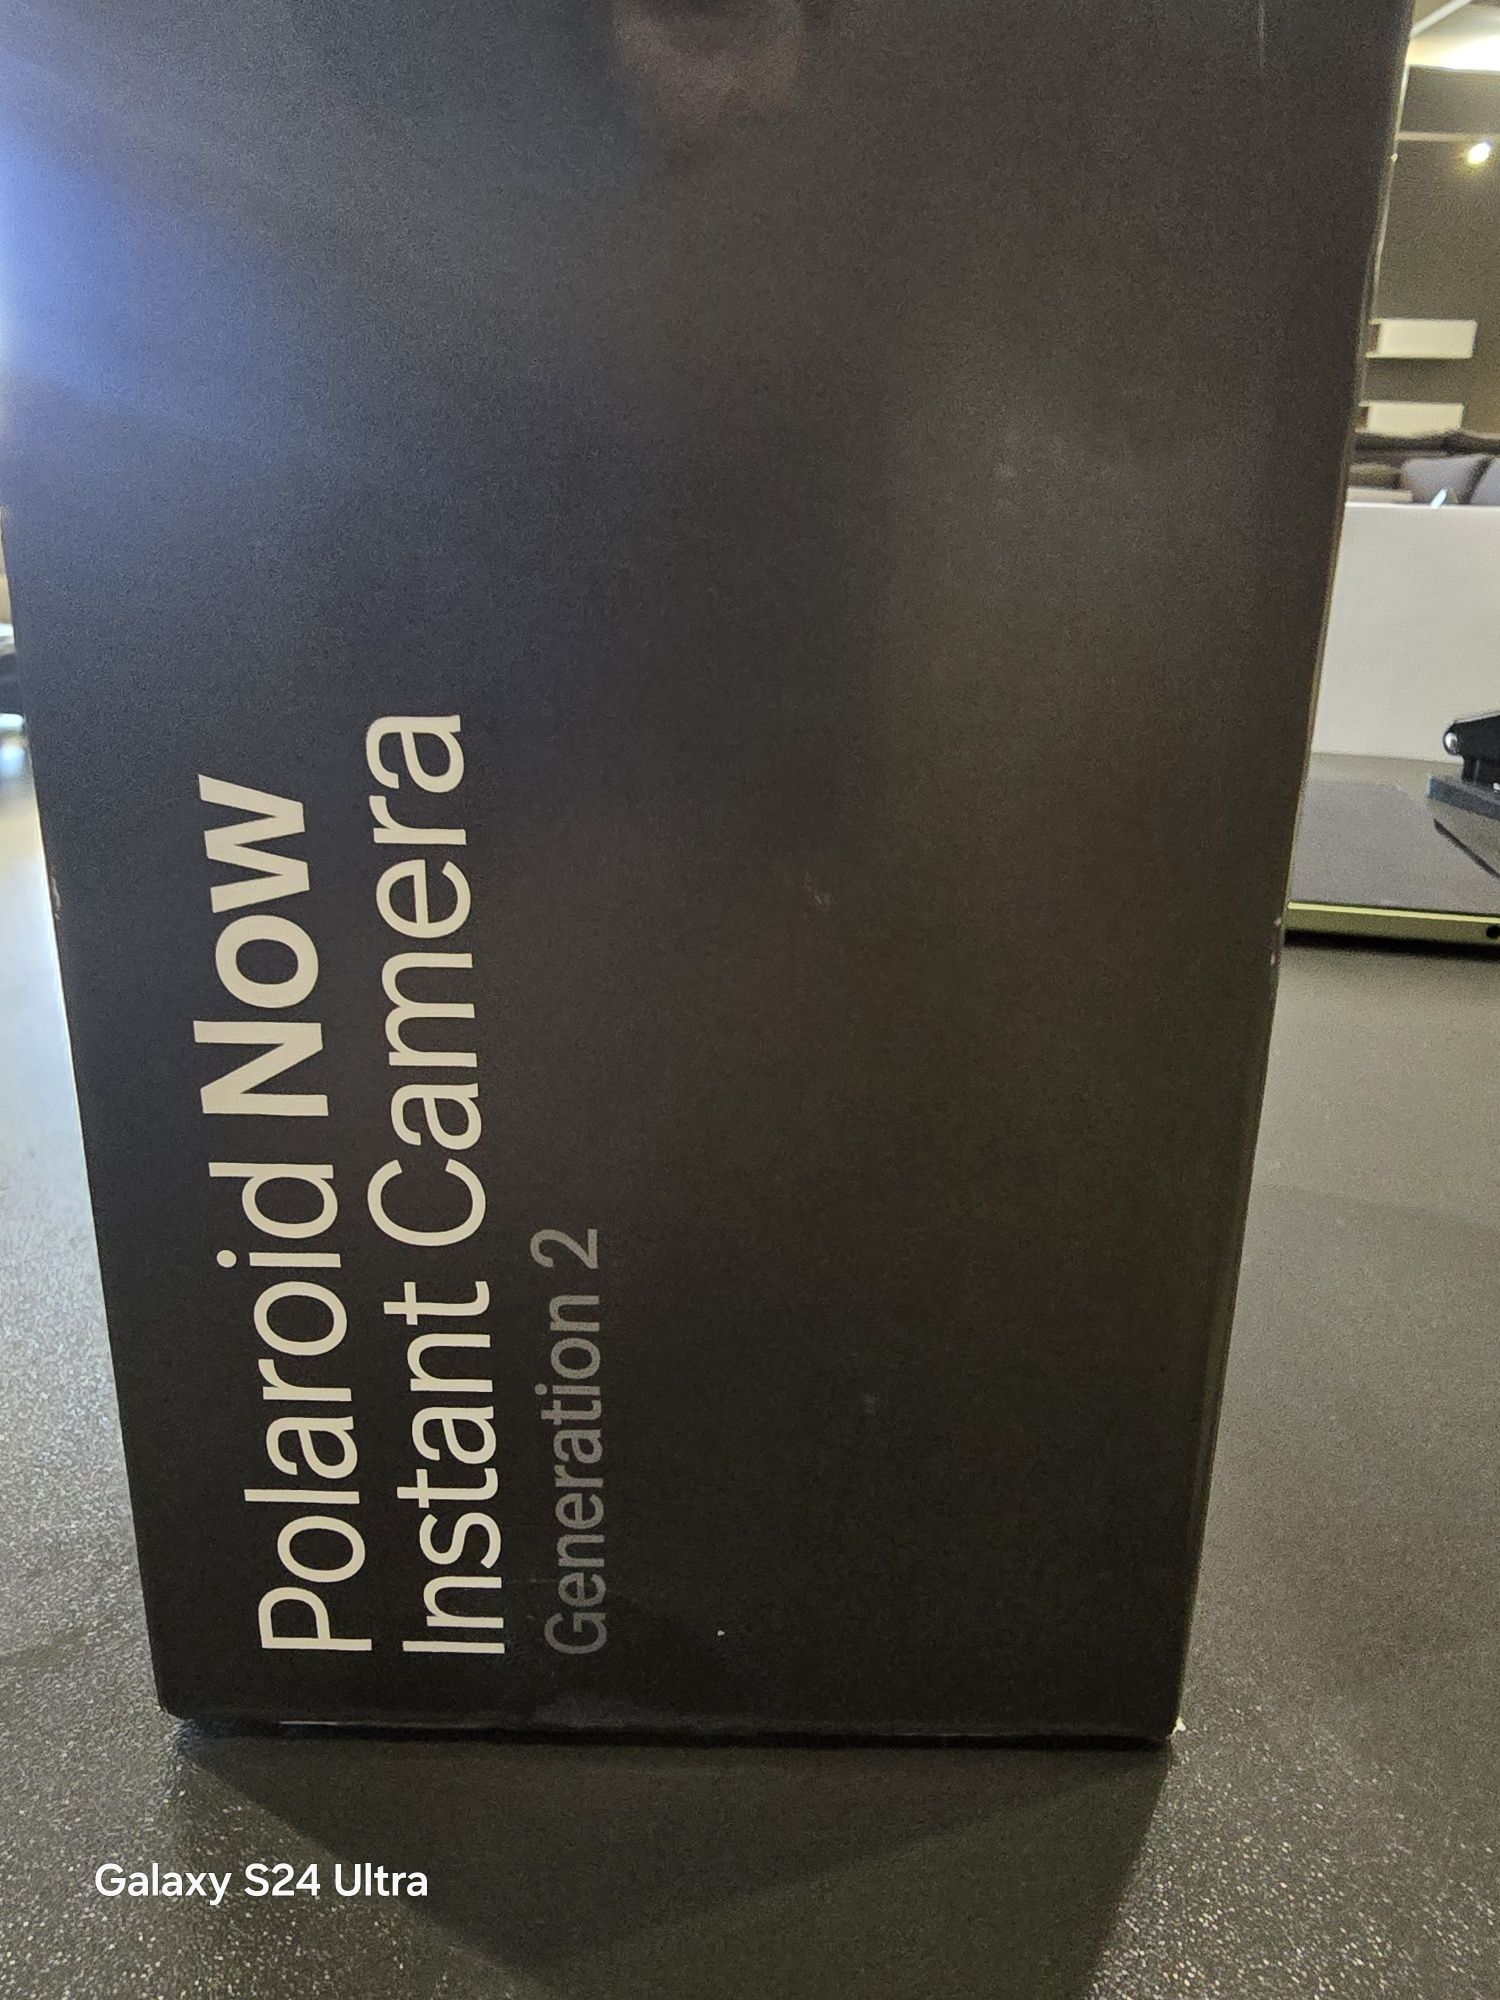 Polaroid Now
Instant Camera
Generation 2
Galaxy S24 Ultra